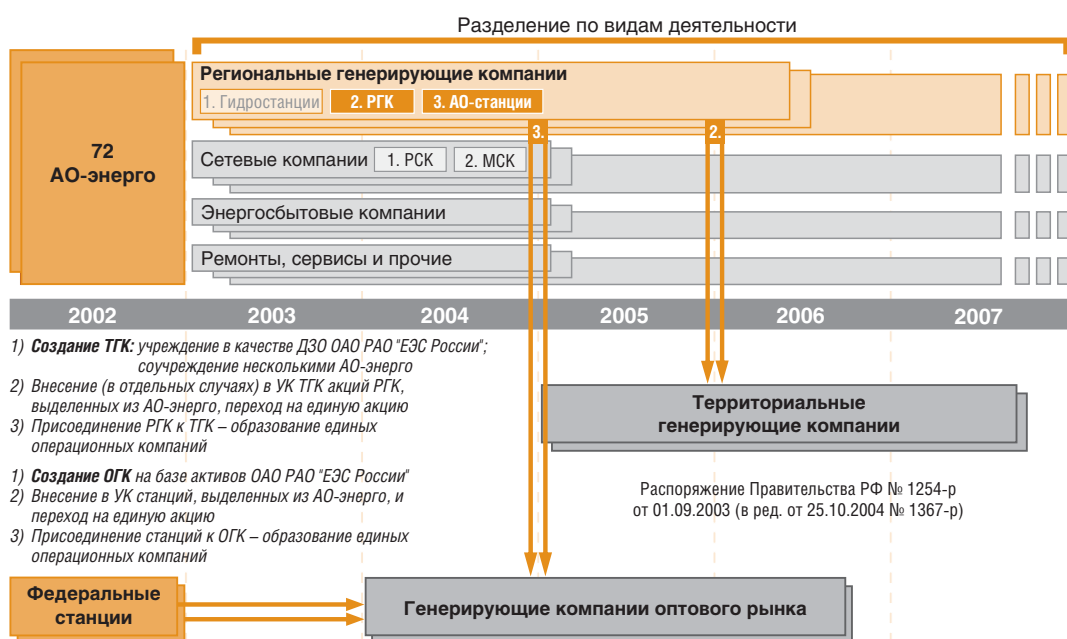 Разделение по видам деятельности
72
АО-энерго
Региональные генерирующие компании
1. Гидростанции 2. РГК 3. АО-станции
3. 2.
Сетевые компании 1. РСК 2. МСК
Энергосбытовые компании
Ремонты, сервисы и прочие
2002 2003 2004 2005 2006 2007
1) Создание ТГК: учреждение в качестве ДЗО ОАО РАО "ЕЭС России";
соучреждение несколькими АО-энерго
2) Внесение (в отдельных случаях) в УК ТГК акций РГК,
выделенных из АО-энерго, переход на единую акцию
3) Присоединение РГК к ТГК – образование единых
операционных компаний
1) Создание ОГК на базе активов ОАО РАО "ЕЭС России"
2) Внесение в УК станций, выделенных из АО-энерго, и
переход на единую акцию
3) Присоединение станций к ОГК – образование единых
операционных компаний
Территориальные
генерирующие компании
Распоряжение Правительства РФ № 1254-р
от 01.09.2003 (в ред. от 25.10.2004 № 1367-р)
Федеральные
станции
Генерирующие компании оптового рынка